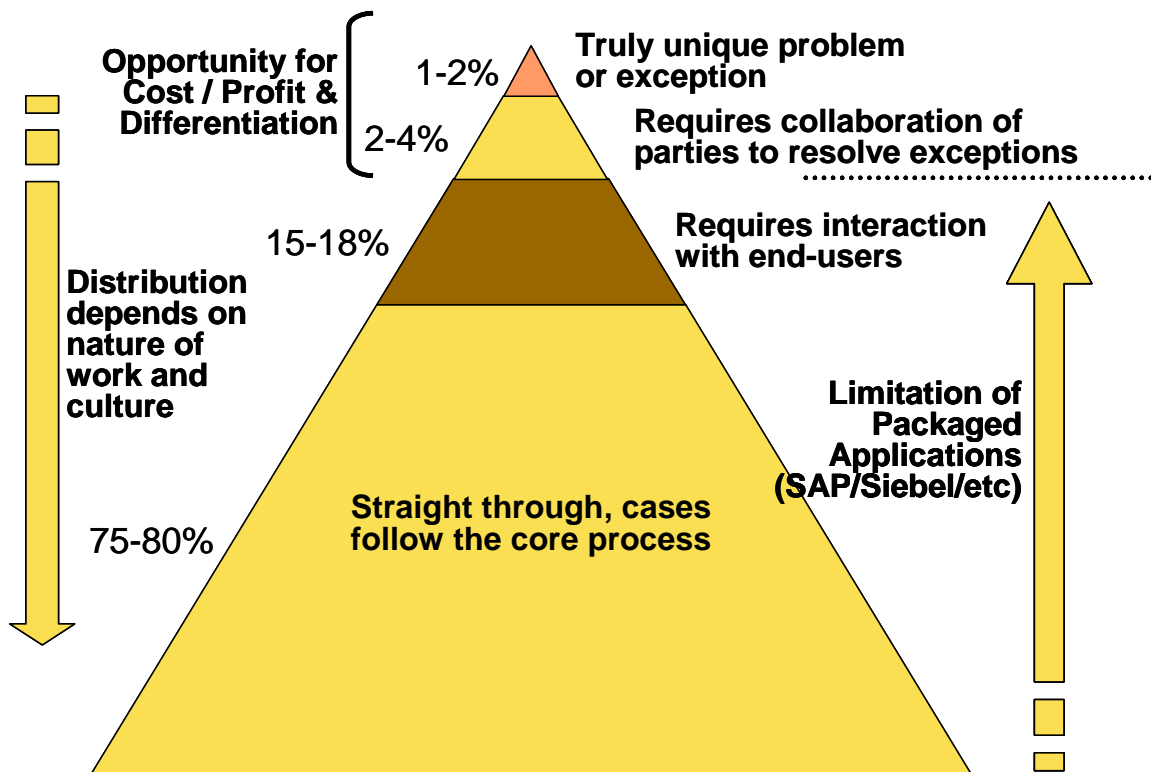 Opportunity for
Cost / Profit &
Differentiation
1-2%
Truly unique problem
or exception
2-4%
Requires collaboration of
parties to resolve exceptions
15-18%
Requires interaction
with end-users
Distribution
depends on
nature of
work and
culture
Limitation of
Packaged
Applications
(SAP/Siebel/etc)
75-80%
Straight through, cases
follow the core process